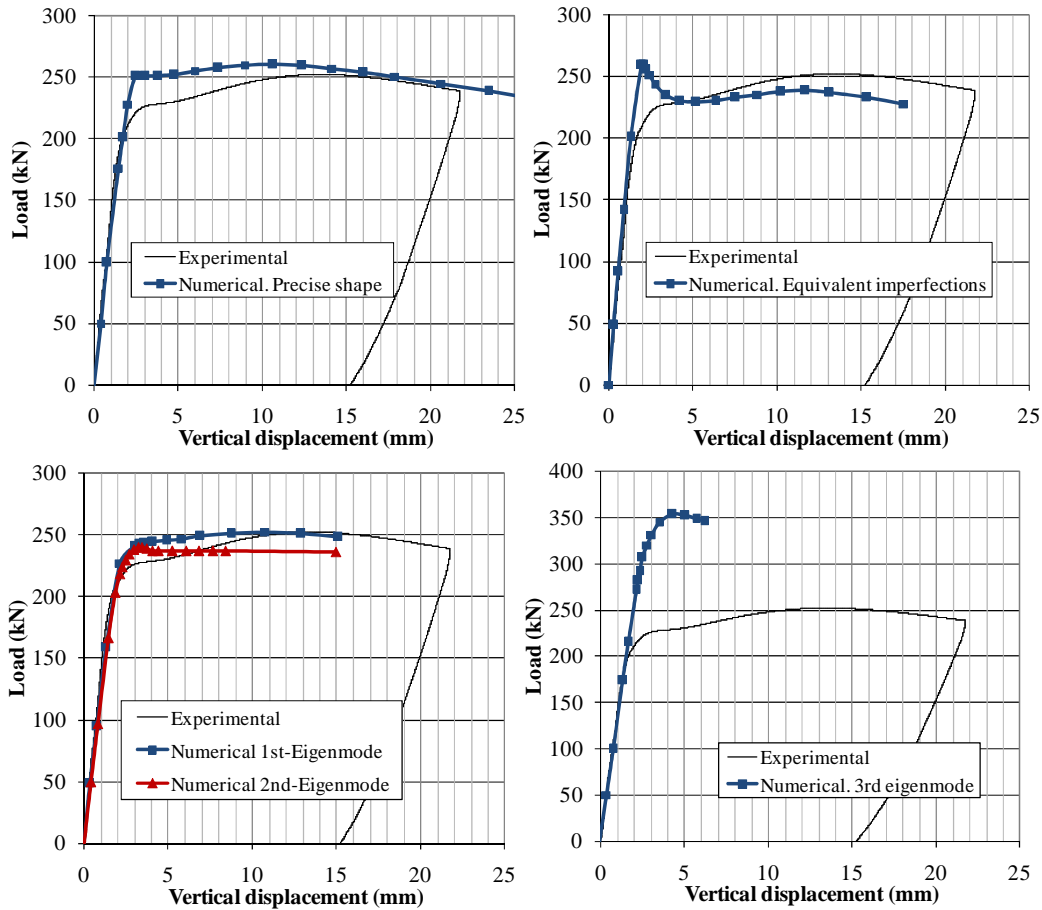 300
250
200
150
100
50
0
Load (kN)
Experimental
Numerical. Precise shape
0 5 10 15 20 25
Vertical displacement (mm)
300
250
200
150
100
50
0
Load (kN)
Experimental
Numerical. Equivalent imperfections
0 5 10 15 20 25
Vertical displacement (mm)
300
250
200
150
100
50
0
Load (kN)
Experimental
Numerical 1st-Eigenmode
Numerical 2nd-Eigenmode
0 5 10 15 20 25
Vertical displacement (mm)
400
350
300
250
200
150
100
50
0
Load (kN)
Experimental
Numerical. 3rd eigenmode
0 5 10 15 20 25
Vertical displacement (mm)